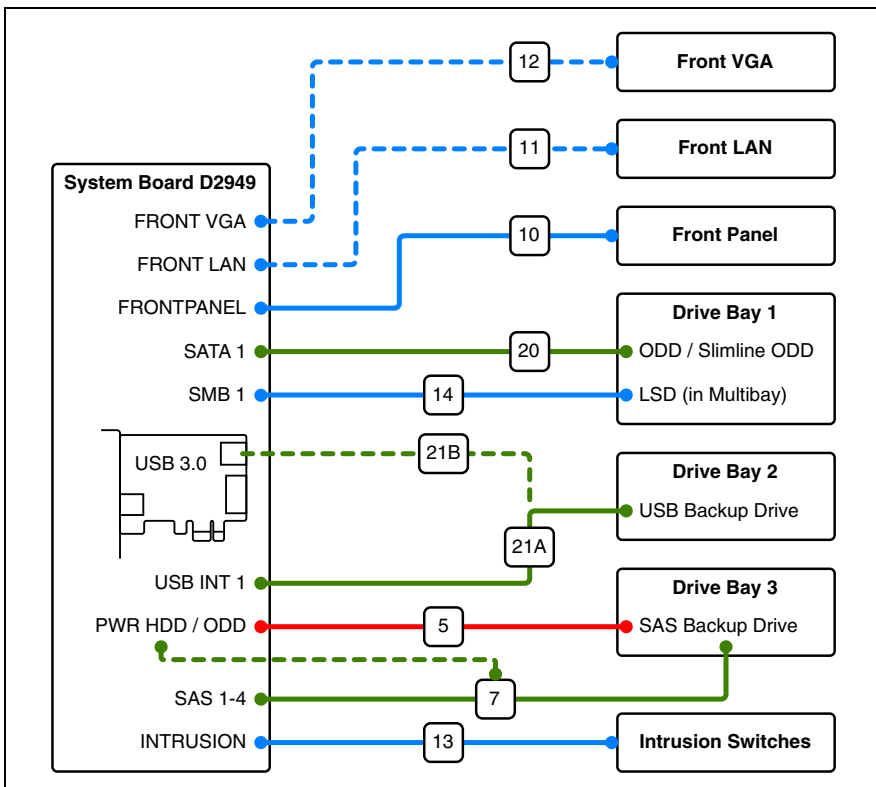 12
Front VGA
11
Front LAN
System Board D2949
FRONT VGA
10
Front Panel
FRONT LAN
FRONTPANEL
Drive Bay 1
SATA 1
20
ODD / Slimline ODD
SMB 1
14
LSD (in Multibay)
USB 3.0
21B
Drive Bay 2
USB Backup Drive
21A
USB INT 1
Drive Bay 3
PWR HDD / ODD
5
SAS Backup Drive
SAS 1-4
7
INTRUSION
13
Intrusion Switches